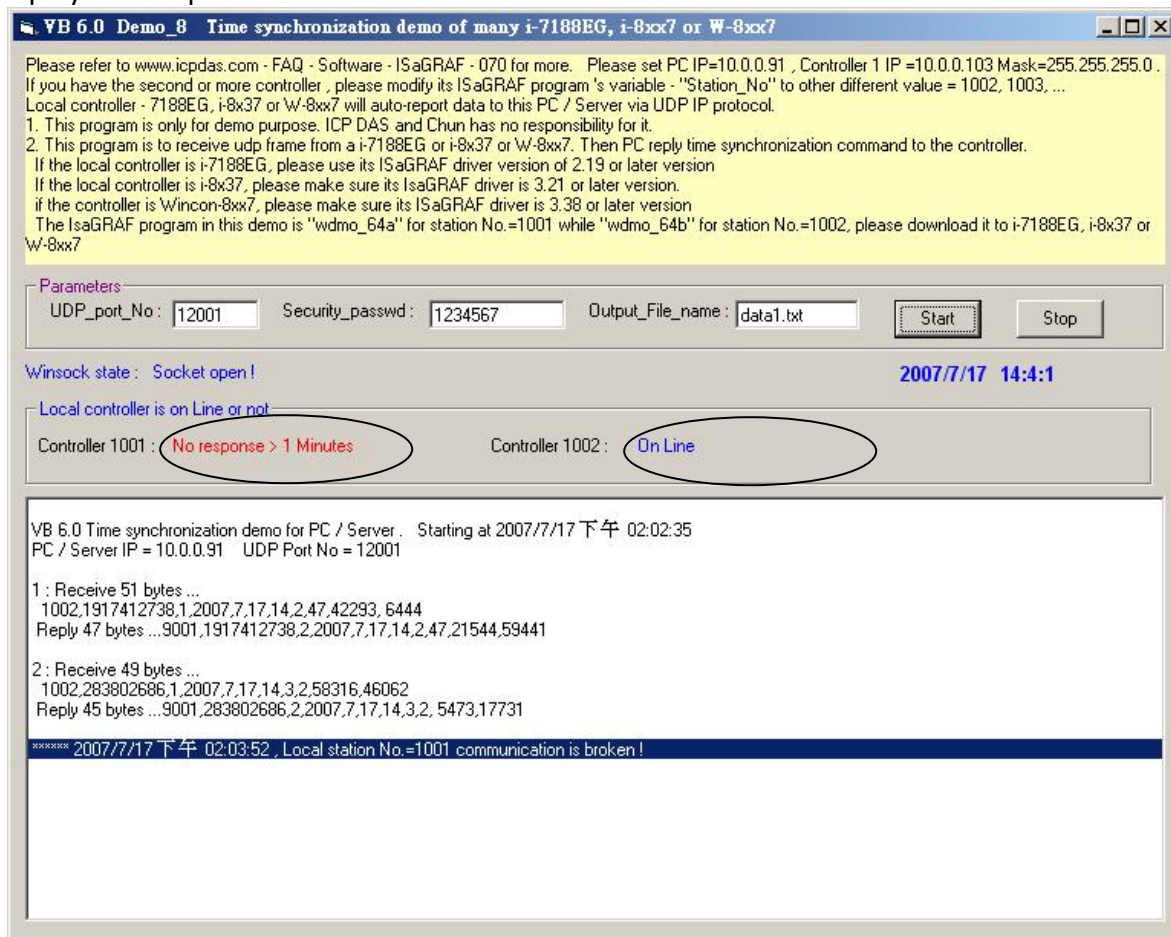 VB 6.0 Demo_8 Time synchronization demo of many i-7188EG, i-8xx7 or W-8xx7
Please refer to www.icpdas.com - FAQ - Software - ISaGRAF - 070 for more. Please set PC IP=10.0.0.91 , Controller 1 IP =10.0.0.103 Mask=255.255.255.0 .
If you have the second or more controller , please modify its ISaGRAF program 's variable - "Station_No" to other different value = 1002, 1003, ...
Local controller - 7188EG, i-8x37 or W-8xx7 will auto-report data to this PC / Server via UDP IP protocol.
1. This program is only for demo purpose. ICP DAS and Chun has no responsibility for it.
2. This program is to receive udp frame from a i-7188EG or i-8x37 or W-8xx7. Then PC reply time synchronization command to the controller.
If the local controller is i-7188EG, please use its ISaGRAF driver version of 2.19 or later version
If the local controller is i-8x37, please make sure its IsaGRAF driver is 3.21 or later version.
if the controller is Wincon-8xx7, please make sure its ISaGRAF driver is 3.38 or later version
The IsaGRAF program in this demo is "wdmo_64a" for station No.=1001 while "wdmo_64b" for station No.=1002, please download it to i-7188EG, i-8x37 or
W-8xx7
Parameters
UDP_port_No : 12001 Security_passwd : 1234567 Output_File_name : data1.txt Start Stop
Winsock state : Socket open ! 2007/7/17 14:4:1
Local controller is on Line or not
Controller 1001 : No response > 1 Minutes Controller 1002 : On Line
VB 6.0 Time synchronization demo for PC / Server . Starting at 2007/7/17 下午 02:02:35
PC / Server IP = 10.0.0.91 UDP Port No = 12001
1 : Receive 51 bytes ...
1002,1917412738,1,2007,7,17,14,2,47,42293, 6444
Reply 47 bytes ...9001,1917412738,2,2007,7,17,14,2,47,21544,59441
2 : Receive 49 bytes ...
1002,283802686,1,2007,7,17,14,3,2,58316,46062
Reply 45 bytes ...9001,283802686,2,2007,7,17,14,3,2, 5473,17731
****** 2007/7/17 下午 02:03:52 , Local station No.=1001 communication is broken !